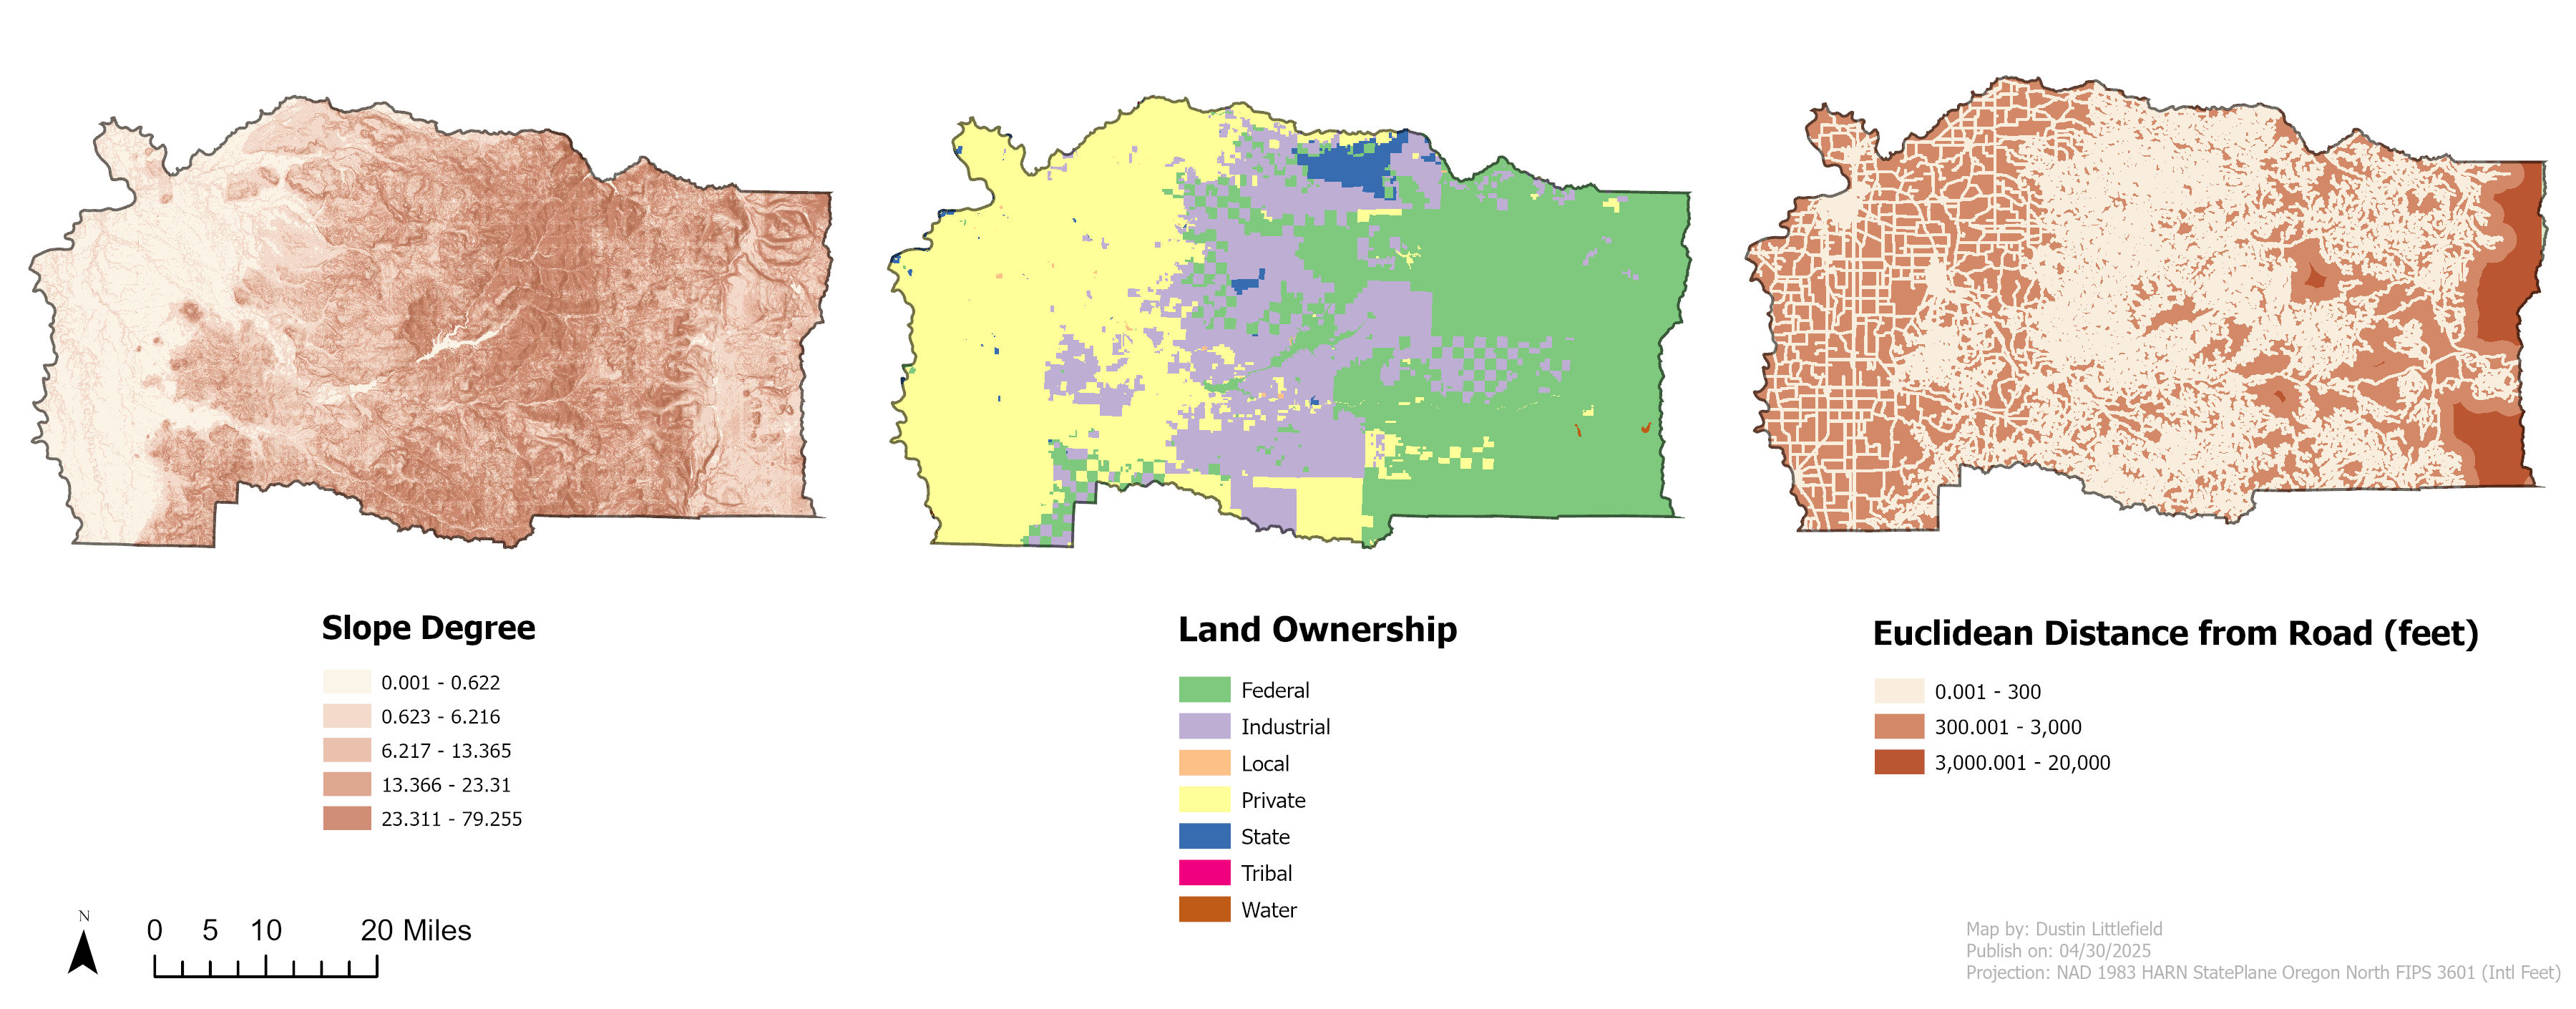 Slope Degree
0.001 - 0.622
0.623 - 6.216
6.217 - 13.365
13.366 - 23.31
23.311 - 79.255
N
0 5 10 20 Miles
Land Ownership
Federal
Industrial
Local
Private
State
Tribal
Water
Euclidean Distance from Road (feet)
0.001 - 300
300.001 - 3,000
3,000.001 - 20,000
Map by: Dustin Littlefield
Publish on: 04/30/2025
Projection: NAD 1983 HARN StatePlane Oregon North FIPS 3601 (Intl Feet)